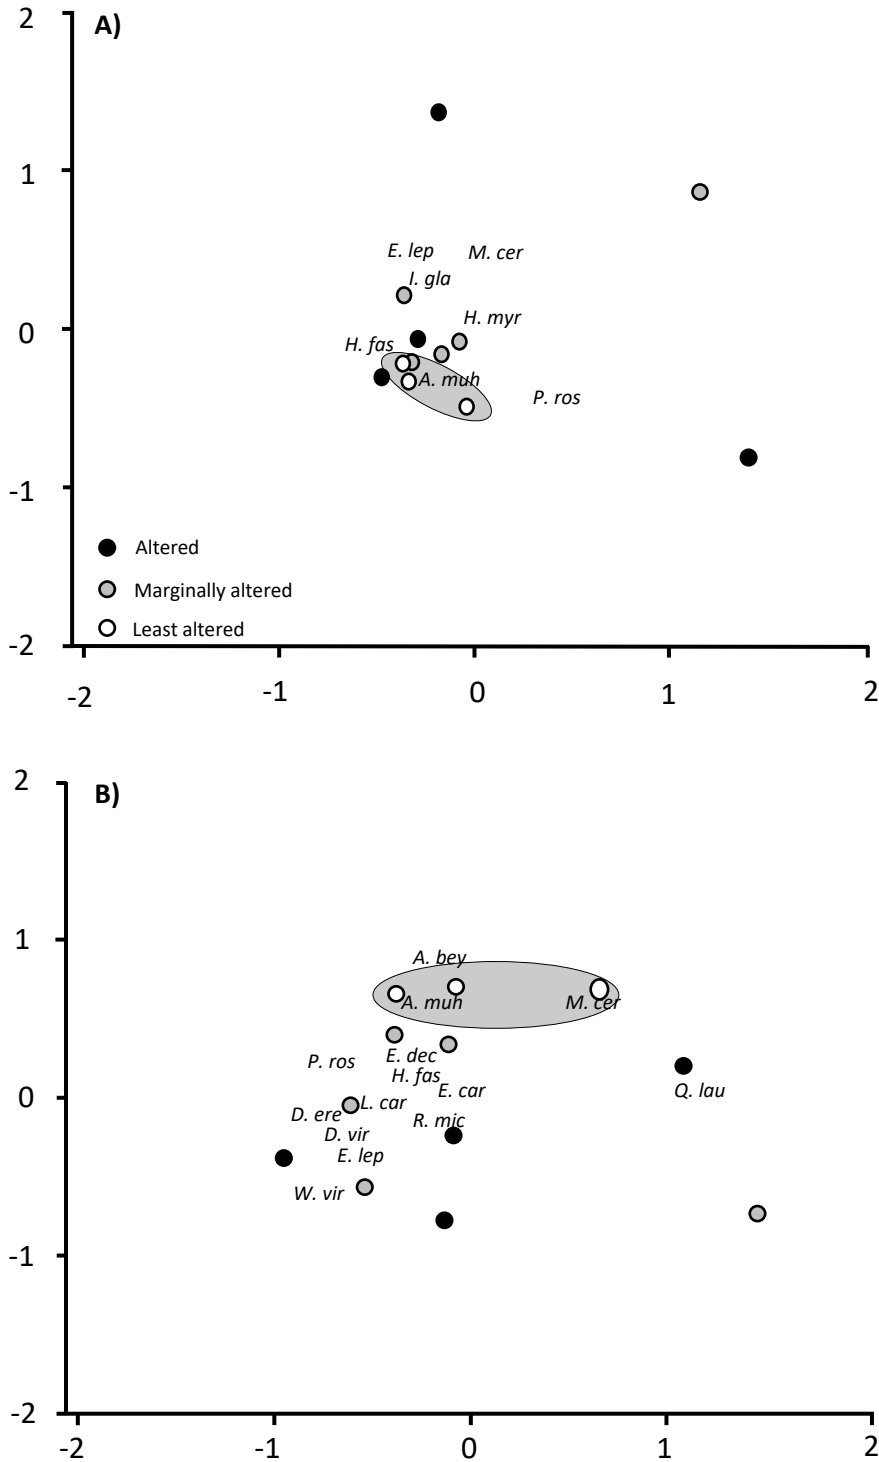 2
A)
1
E. lep M. cer
I. gla
H. myr
0
H. fas
A. muh
P. ros
-1
Altered
Marginally altered
Least altered
-2
-2 -1 0 1 2
2
B)
1
A. bey
A. muh M. cer
E. dec
P. ros
H. fas
E. car Q. lau
0
L. car
D. ere
R. mic
D. vir
E. lep
W. vir
-1
-2
-2 -1 0 1 2